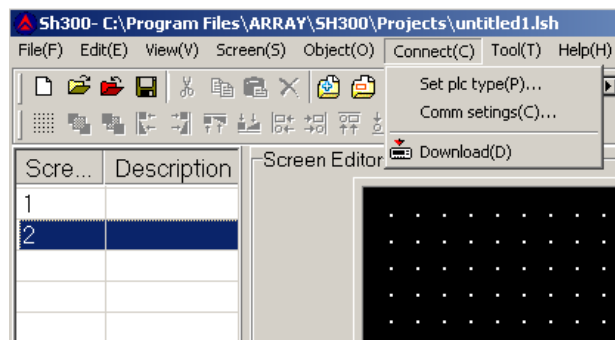 Sh300- C:\Program Files\ARRAY\SH300\Projects\untitled1.lsh
File(F) Edit(E) View(V) Screen(S) Object(O) Connect(C) Tool(T) Help(H)
Set plc type(P)...
Comm setings(C)...
Download(D)
Scre... Description
Screen Editor
1
2